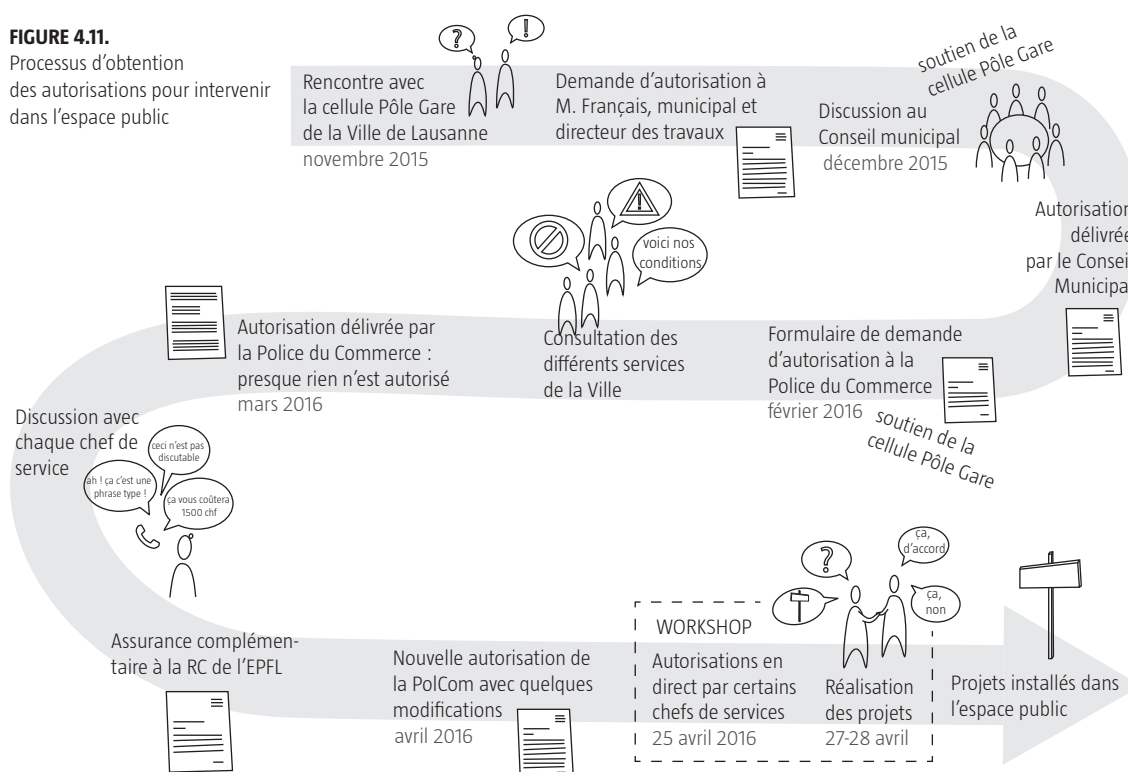 FIGURE 4.11.
Processus d'obtention
des autorisations pour intervenir
dans l'espace public
?
!
Rencontre avec
la cellule Pôle Gare
de la Ville de Lausanne
novembre 2015
Demande d'autorisation à
M. Français, municipal et
directeur des travaux
Discussion au
Conseil municipal
décembre 2015
soutien de la
cellule Pôle Gare
Autorisation
délivrée
par le Conseil
Municipal
Formulaire de demande
d'autorisation à la
Police du Commerce
février 2016
soutien de la
cellule Pôle Gare
!
voici nos
conditions
Consultation des
différents services
de la Ville
Autorisation délivrée par
la Police du Commerce :
presque rien n'est autorisé
mars 2016
Discussion avec
chaque chef de
service
ceci n'est pas
discutable
ah ! ça c'est une
phrase type !
ça vous coûtera
1500 chf
Assurance complémen-
taire à la RC de l'EPFL
Nouvelle autorisation de
la PolCom avec quelques
modifications
avril 2016
WORKSHOP
Autorisations en
direct par certains
chefs de services
25 avril 2016
?
ça,
d'accord
ça,
non
Réalisation
des projets
27-28 avril
Projets installés dans
l'espace public